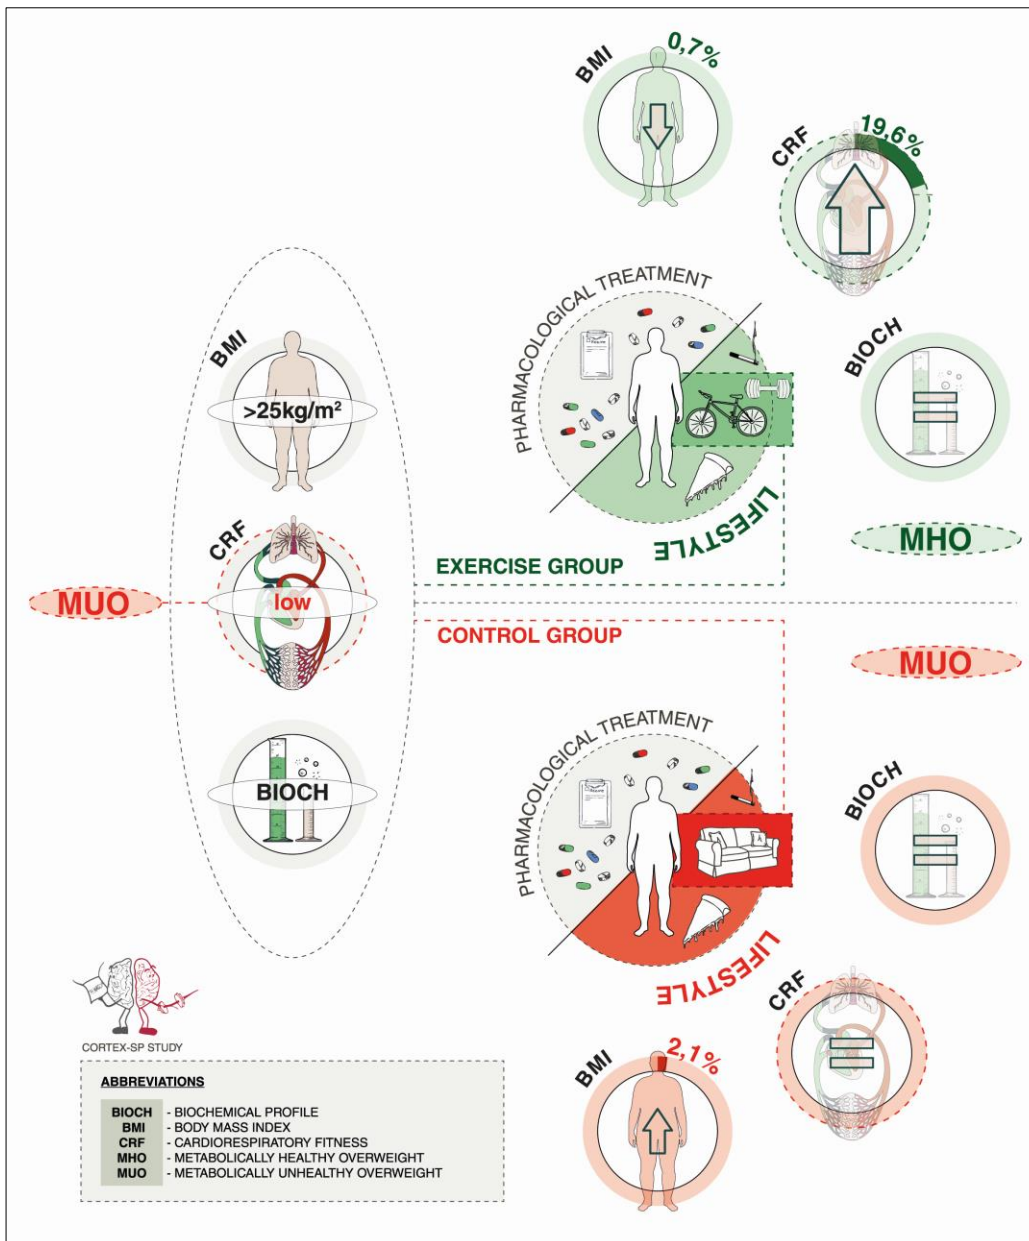 BMI
0,7%
CRF
19,6%
PHARMACOLOGICAL TREATMENT
LIFESTYLE
BIOCH
MHO
EXERCISE GROUP
BMI
>25kg/m²
CRF
low
MUO
BIOCH
CONTROL GROUP
MUO
PHARMACOLOGICAL TREATMENT
LIFESTYLE
BIOCH
CRF
BMI
2,1%
CORTEX-SP STUDY
ABBREVIATIONS
BIOCH - BIOCHEMICAL PROFILE
BMI - BODY MASS INDEX
CRF - CARDIORESPIRATORY FITNESS
MHO - METABOLICALLY HEALTHY OVERWEIGHT
MUO - METABOLICALLY UNHEALTHY OVERWEIGHT